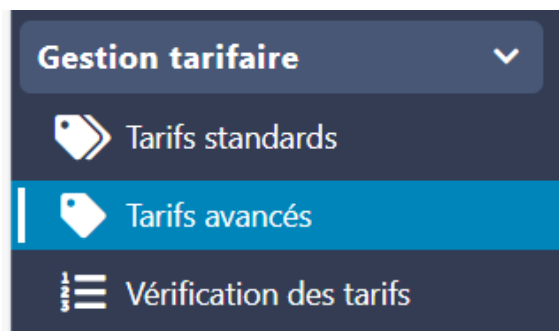 Gestion tarifaire
Tarifs standards
Tarifs avancés
Vérification des tarifs